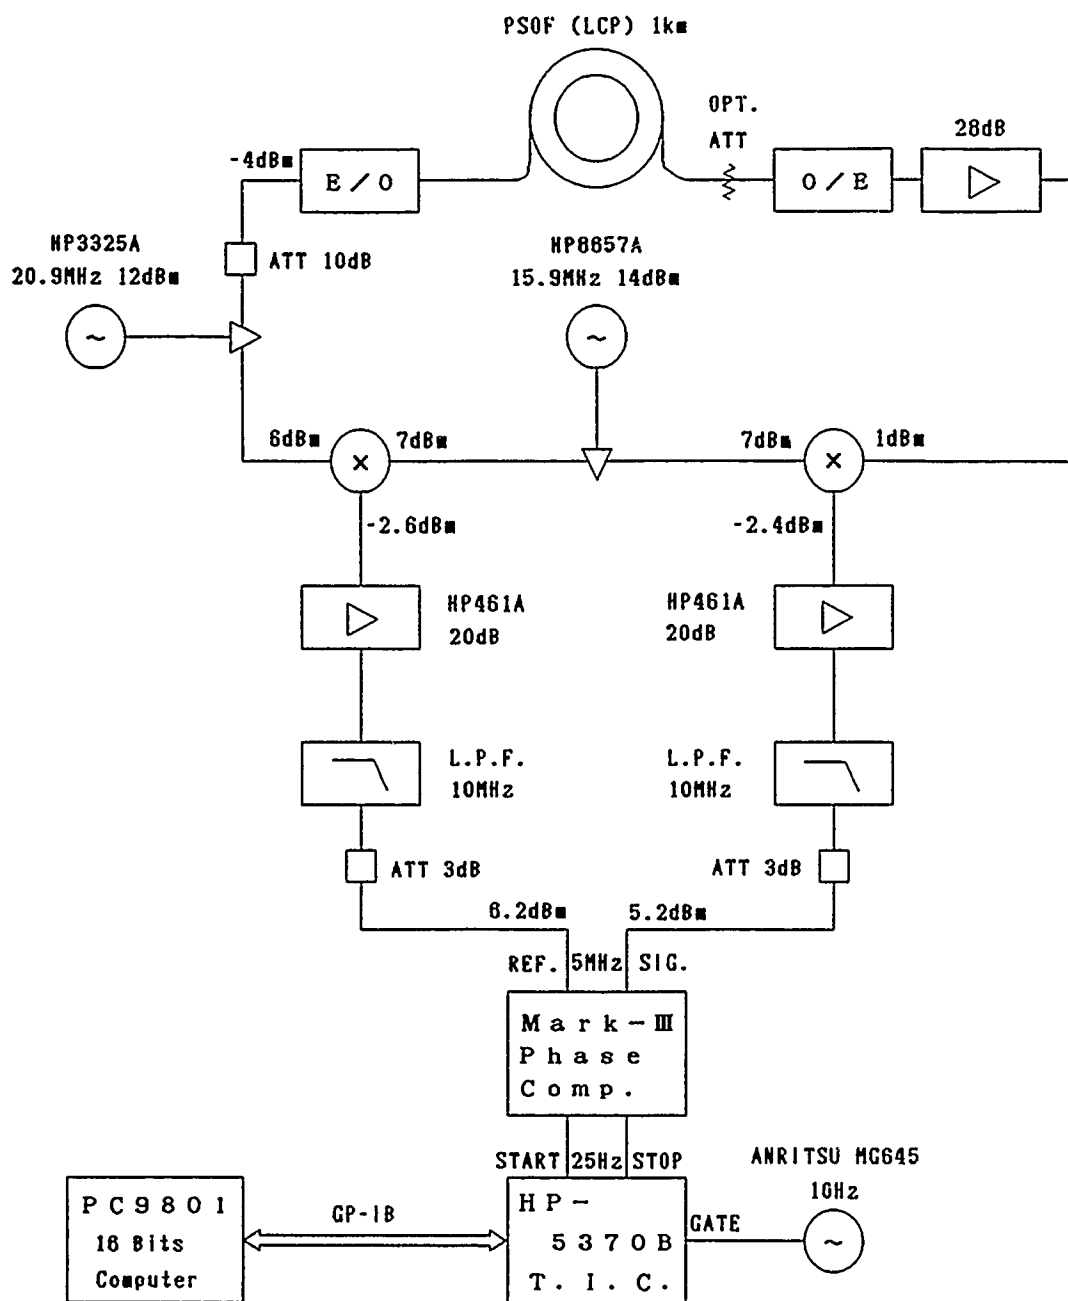 PSOF (LCP) 1km
OPT.
ATT
28dB
-4dBm
E/O
O/E
HP3325A
20.9MHz 12dBm
ATT 10dB
HP8657A
15.9MHz 14dBm
~
~
6dBm
7dBm
7dBm
1dBm
×
×
-2.6dBm
-2.4dBm
HP461A
20dB
HP461A
20dB
L.P.F.
10MHz
L.P.F.
10MHz
ATT 3dB
ATT 3dB
6.2dBm
5.2dBm
REF. 5MHz SIG.
Mark-III
Phase
Comp.
START 25Hz STOP
ANRITSU MG645
10Hz
PC9801
16 Bits
Computer
GP-IB
HP-
5370B
T.I.C.
GATE
~